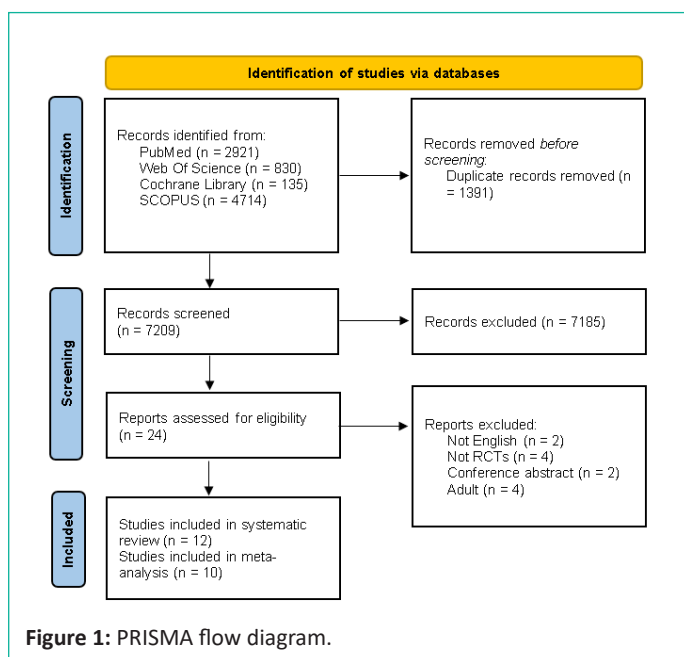 Identification of studies via databases
Identification
Records identified from:
PubMed (n = 2921)
Web Of Science (n = 830)
Cochrane Library (n = 135)
SCOPUS (n = 4714)
Records removed before
screening:
Duplicate records removed (n
= 1391)
Screening
Records screened
(n = 7209)
Records excluded (n = 7185)
Reports assessed for eligibility
(n = 24)
Reports excluded:
Not English (n = 2)
Not RCTs (n = 4)
Conference abstract (n = 2)
Adult (n = 4)
Included
Studies included in systematic
review (n = 12)
Studies included in meta-
analysis (n = 10)
Figure 1: PRISMA flow diagram.